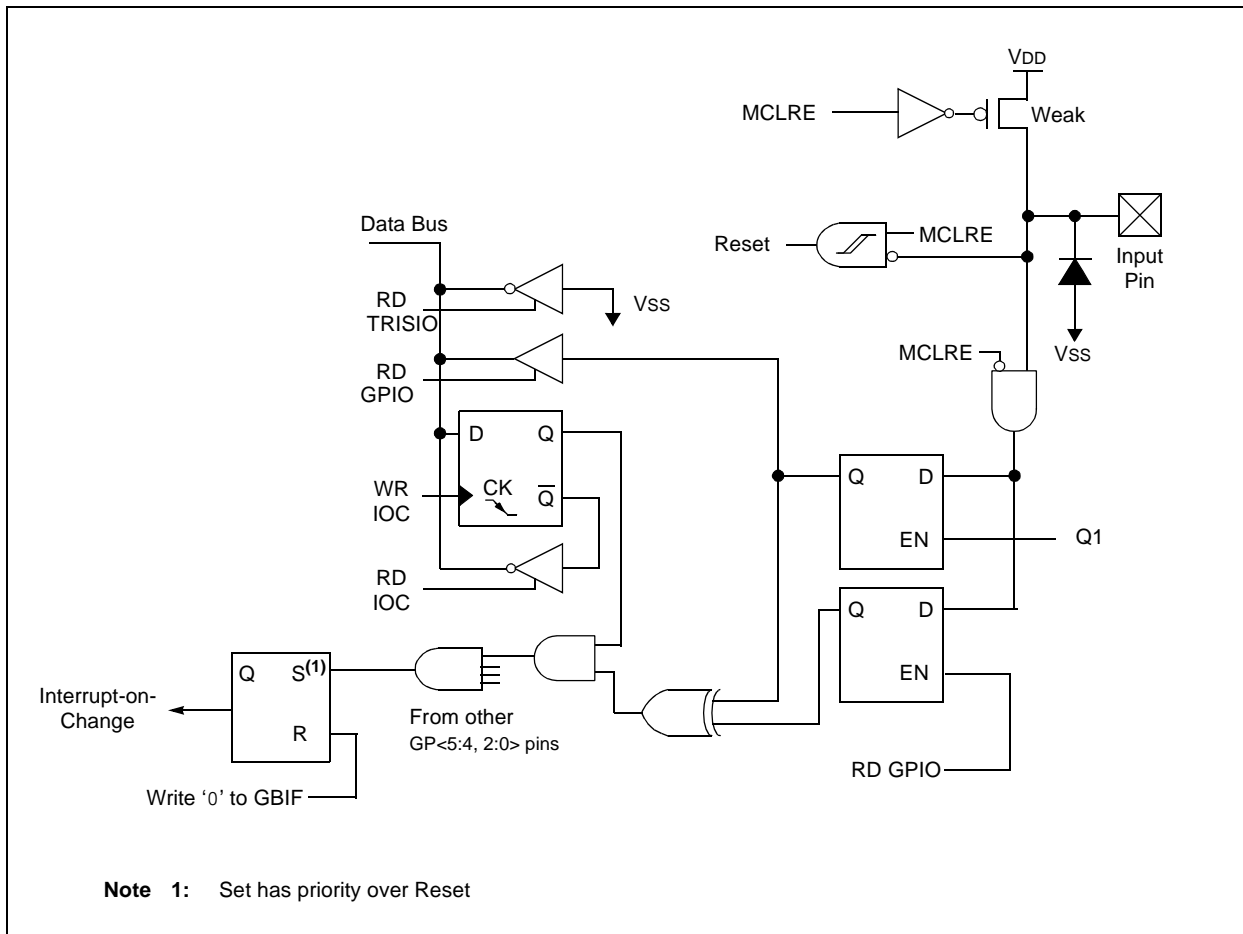 VDD
MCLRE
Weak
Data Bus
Reset
MCLRE
Input
Pin
RD
TRISIO
VSS
VSS
MCLRE
RD
GPIO
D
Q
WR
IOC
CK
Q
Q
D
EN
Q1
RD
IOC
Q
D
EN
Q
S(1)
Interrupt-on-
Change
R
From other
GP<5:4, 2:0> pins
RD GPIO
Write ‘0’ to GBIF
Note 1: Set has priority over Reset